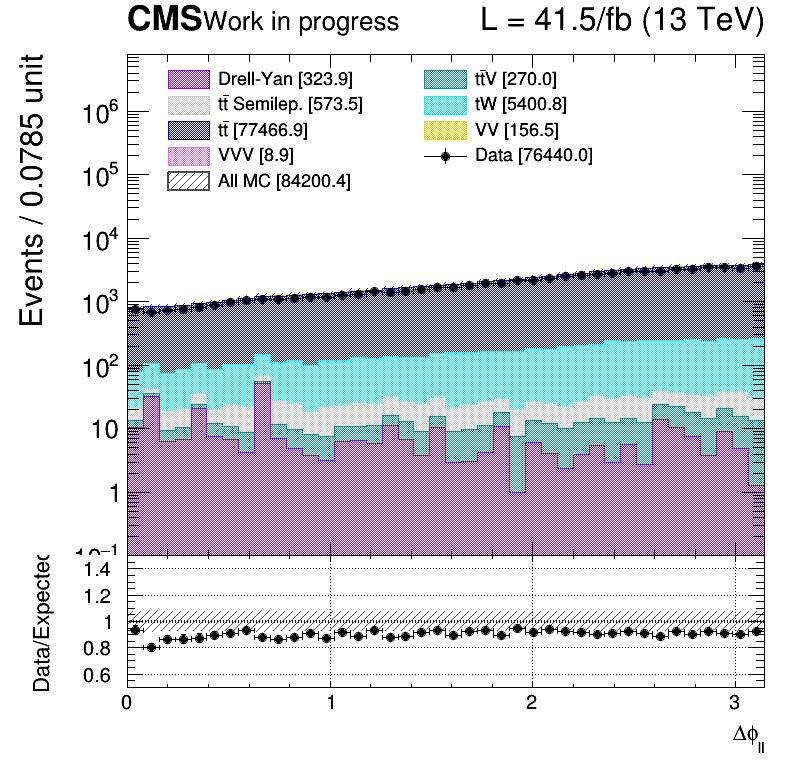 CMS Work in progress L = 41.5/fb (13 TeV)
Events / 0.0785 unit
Drell-Yan [323.9]
tt̄ Semilep. [573.5]
tt̄ [77466.9]
VVV [8.9]
All MC [84200.4]
tt̄V [270.0]
tW [5400.8]
VV [156.5]
Data [76440.0]
10⁶
10⁵
10⁴
10³
10²
10
1
10⁻¹
Data/Expected
1.4
1.2
1
0.8
0.6
0 1 2 3
Δϕ_ll